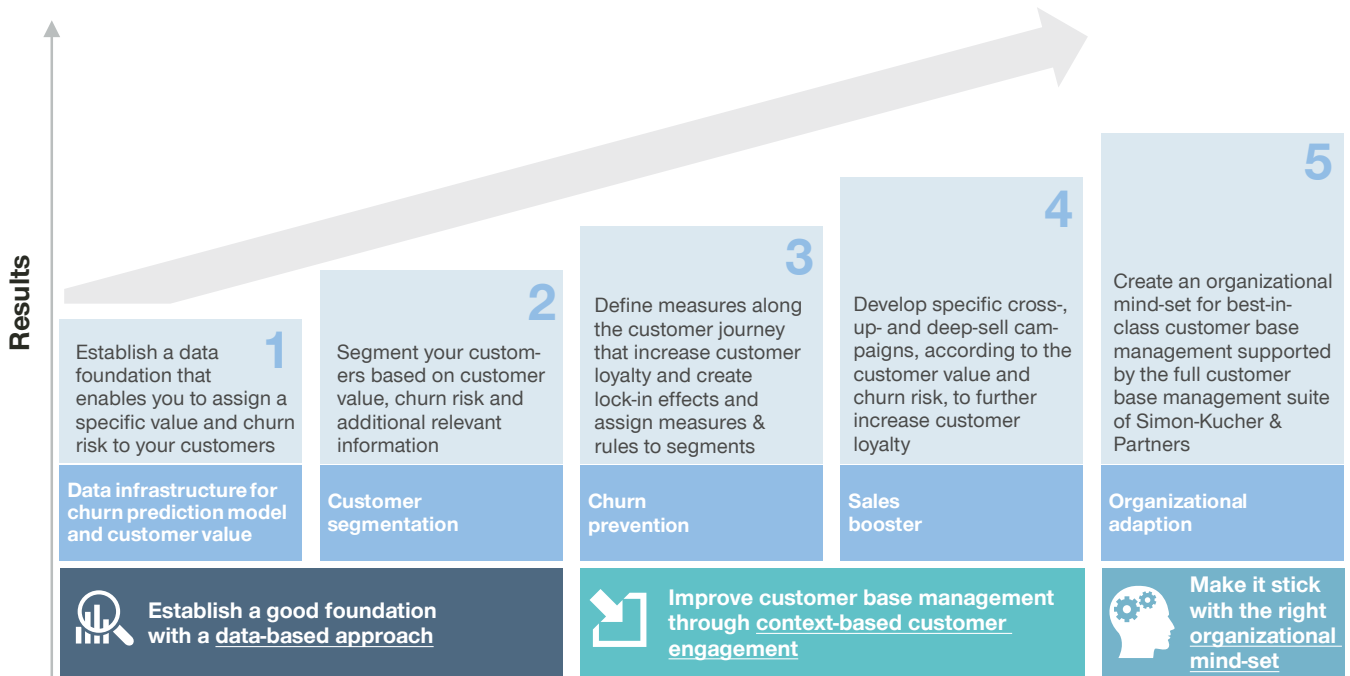 Results
1
Establish a data
foundation that
enables you to assign a
specific value and churn
risk to your customers
Data infrastructure for
churn prediction model
and customer value
2
Segment your custom-
ers based on customer
value, churn risk and
additional relevant
information
Customer
segmentation
3
Define measures along
the customer journey
that increase customer
loyalty and create
lock-in effects and
assign measures &
rules to segments
Churn
prevention
4
Develop specific cross-,
up- and deep-sell cam-
paigns, according to the
customer value and
churn risk, to further
increase customer
loyalty
Sales
booster
5
Create an organizational
mind-set for best-in-
class customer base
management supported
by the full customer
base management suite
of Simon-Kucher &
Partners
Organizational
adaption
Establish a good foundation
with a data-based approach
Improve customer base management
through context-based customer
engagement
Make it stick
with the right
organizational
mind-set